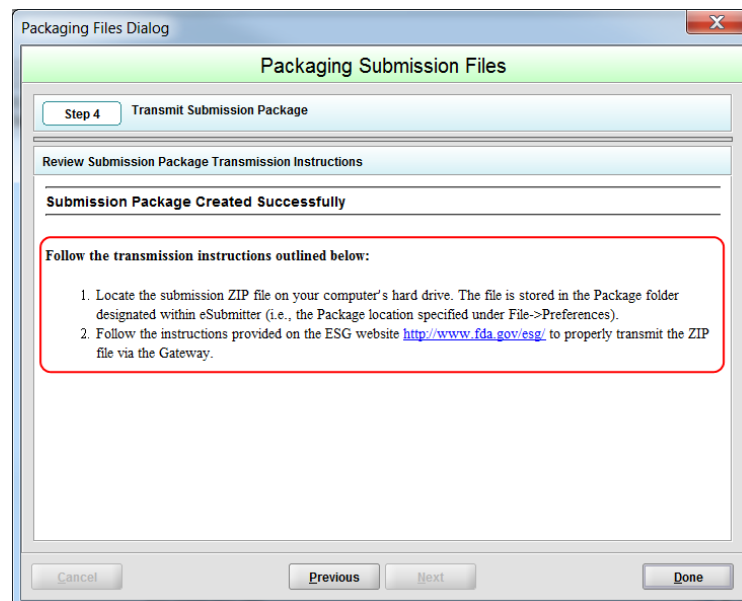 Packaging Files Dialog
X
Packaging Submission Files
Step 4 Transmit Submission Package
Review Submission Package Transmission Instructions
Submission Package Created Successfully
Follow the transmission instructions outlined below:
1. Locate the submission ZIP file on your computer's hard drive. The file is stored in the Package folder
designated within eSubmitter (i.e., the Package location specified under File->Preferences).
2. Follow the instructions provided on the ESG website http://www.fda.gov/esg/ to properly transmit the ZIP
file via the Gateway.
Cancel Previous Next Done